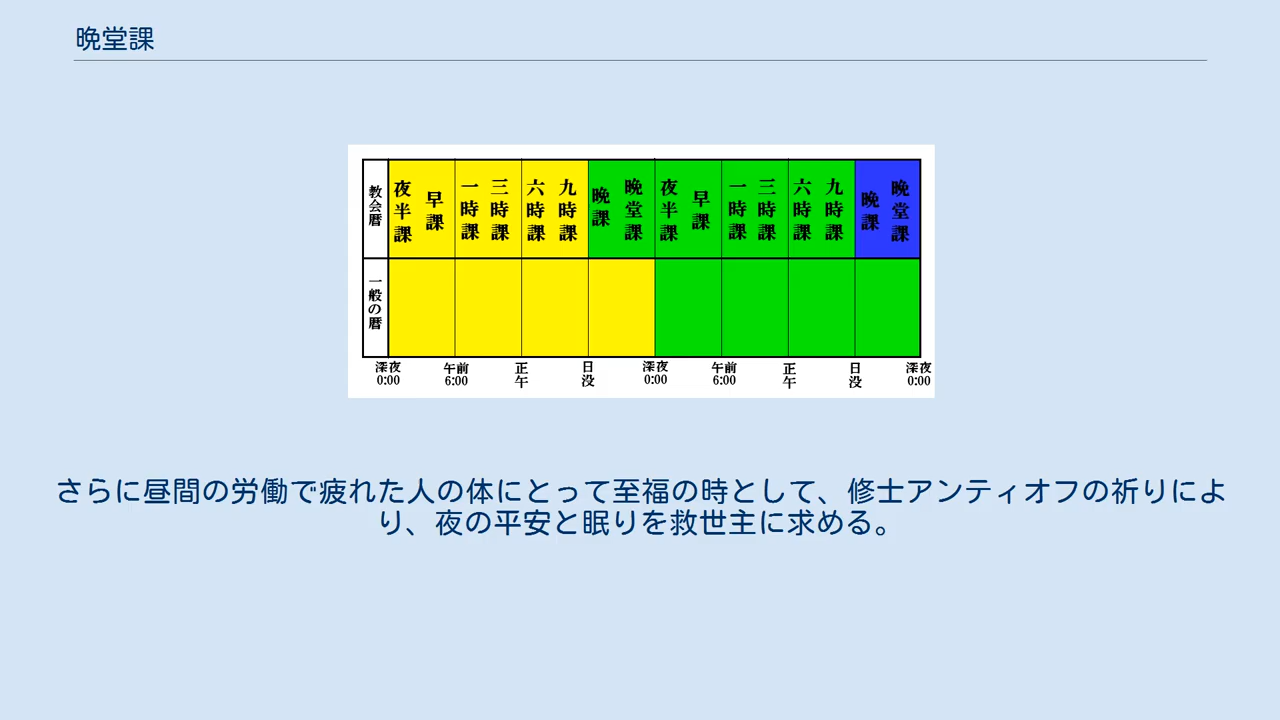 晩堂課
教会暦
夜半課
早課
一時課
三時課
六時課
九時課
晩課
晩堂課
夜半課
早課
一時課
三時課
六時課
九時課
晩課
晩堂課
一般の暦
深夜
0:00
午前
6:00
正午
日没
深夜
0:00
午前
6:00
正午
日没
深夜
0:00
さらに昼間の労働で疲れた人の体にとって至福の時として、修士アンティオフの祈りによ
り、夜の平安と眠りを救世主に求める。